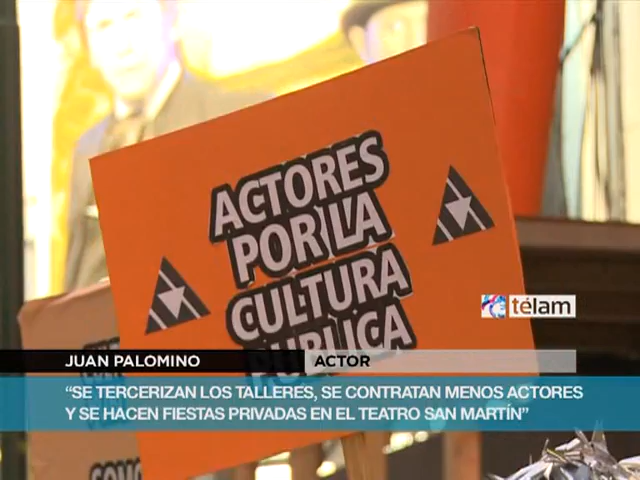 ACTORES
POR LA
CULTURA
PÚBLICA
télam
JUAN PALOMINO
ACTOR
“SE TERCERIZAN LOS TALLERES, SE CONTRATAN MENOS ACTORES
Y SE HACEN FIESTAS PRIVADAS EN EL TEATRO SAN MARTÍN”